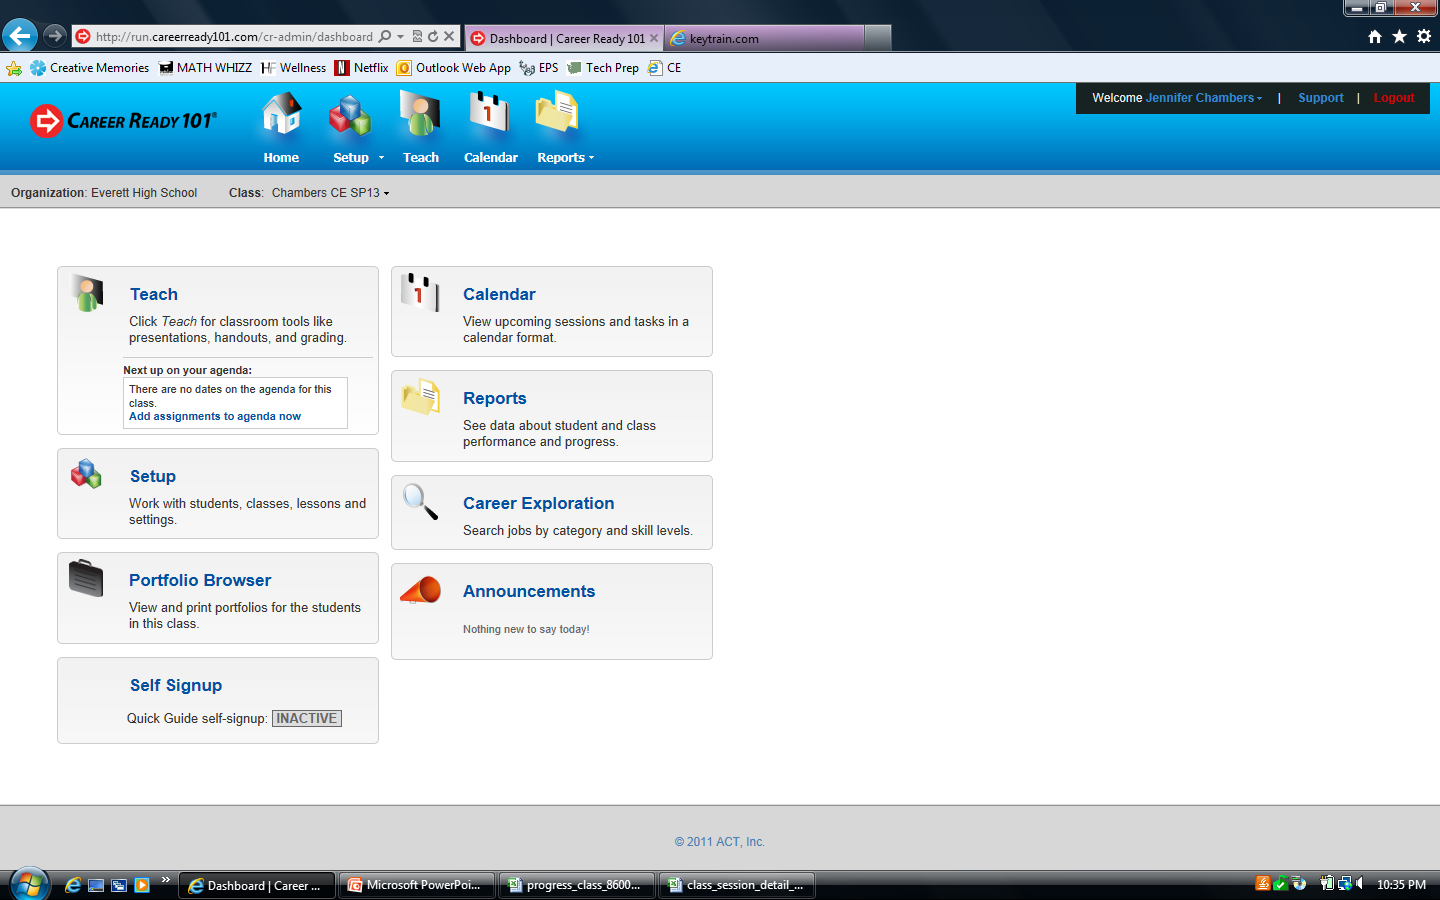 http://run.careerready101.com/cr-admin/dashboard
Dashboard | Career Ready 101
keytrain.com
Creative Memories
MATH WHIZZ
Wellness
Netflix
Outlook Web App
EPS
Tech Prep
CE
CAREER READY 101®
Home
Setup
Teach
Calendar
Reports
Welcome Jennifer Chambers | Support | Logout
Organization: Everett High School
Class: Chambers CE SP13
Teach
Click Teach for classroom tools like
presentations, handouts, and grading.
Next up on your agenda:
There are no dates on the agenda for this
class.
Add assignments to agenda now
Setup
Work with students, classes, lessons and
settings.
Portfolio Browser
View and print portfolios for the students
in this class.
Self Signup
Quick Guide self-signup: INACTIVE
1
Calendar
View upcoming sessions and tasks in a
calendar format.
Reports
See data about student and class
performance and progress.
Career Exploration
Search jobs by category and skill levels.
Announcements
Nothing new to say today!
© 2011 ACT, Inc.
Dashboard | Career ...
Microsoft PowerPoi...
progress_class_8600...
class_session_detail_...
10:35 PM